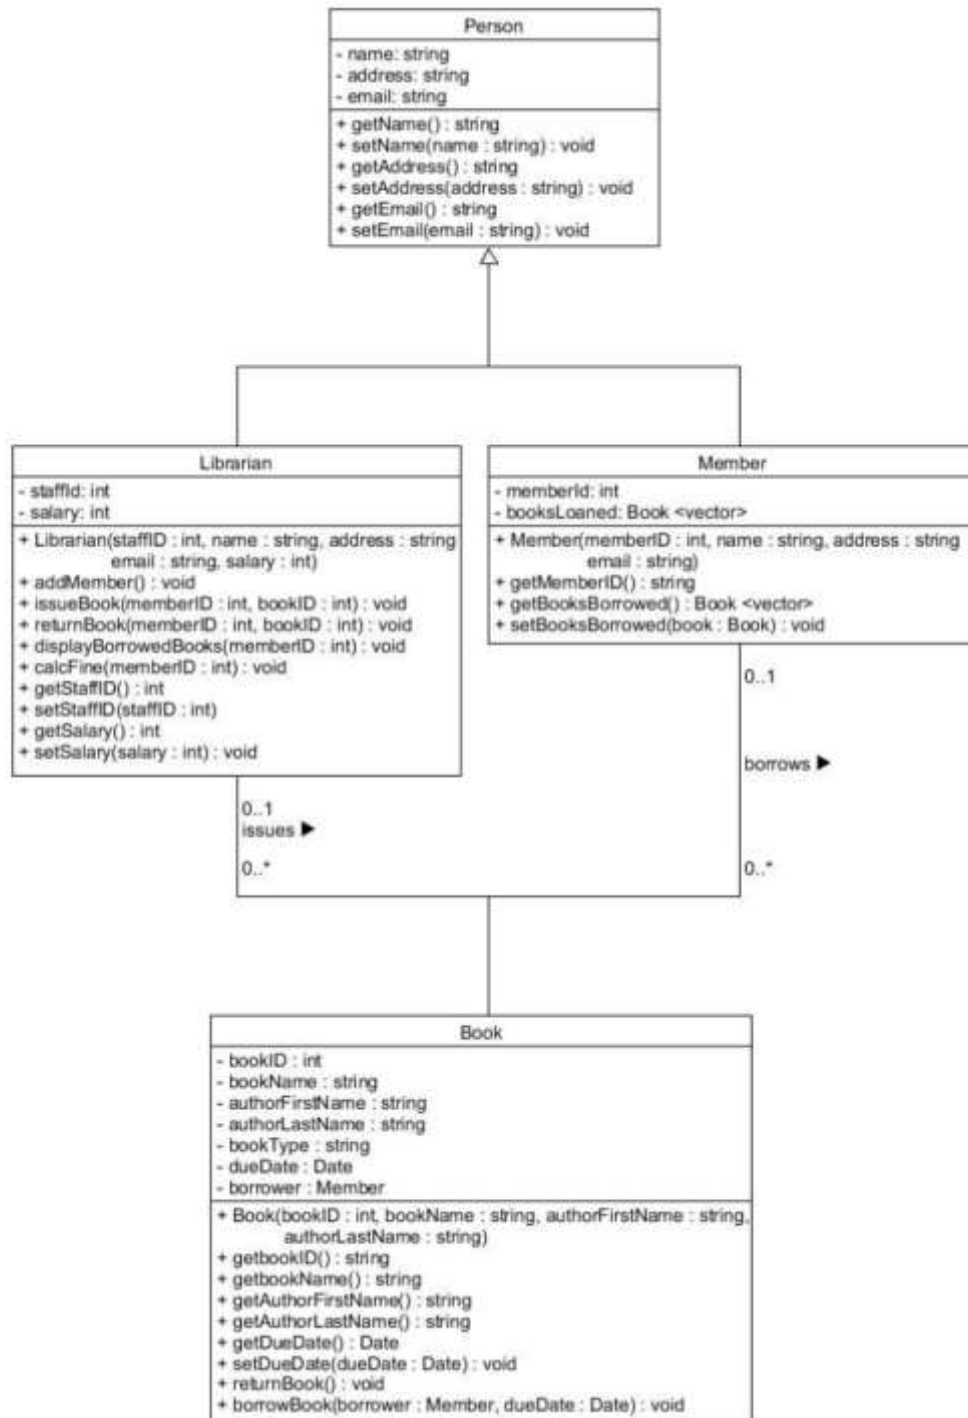 Person
- name: string
- address: string
- email: string
+ getName() : string
+ setName(name : string) : void
+ getAddress() : string
+ setAddress(address : string) : void
+ getEmail() : string
+ setEmail(email : string) : void
Librarian
- staffId: int
- salary: int
+ Librarian(staffID : int, name : string, address : string
email : string, salary : int)
+ addMember() : void
+ issueBook(memberID : int, bookID : int) : void
+ returnBook(memberID : int, bookID : int) : void
+ displayBorrowedBooks(memberID : int) : void
+ calcFine(memberID : int) : void
+ getStaffID() : int
+ setStaffID(staffID : int)
+ getSalary() : int
+ setSalary(salary : int) : void
Member
- memberId: int
- booksLoaned: Book <vector>
+ Member(memberID : int, name : string, address : string
email : string)
+ getMemberID() : string
+ getBooksBorrowed() : Book <vector>
+ setBooksBorrowed(book : Book) : void
0..1
issues ▶
0..*
0..1
borrows ▶
0..*
Book
- bookID : int
- bookName : string
- authorFirstName : string
- authorLastName : string
- bookType : string
- dueDate : Date
- borrower : Member
+ Book(bookID : int, bookName : string, authorFirstName : string,
authorLastName : string)
+ getbookID() : string
+ getbookName() : string
+ getAuthorFirstName() : string
+ getAuthorLastName() : string
+ getDueDate() : Date
+ setDueDate(dueDate : Date) : void
+ returnBook() : void
+ borrowBook(borrower : Member, dueDate : Date) : void